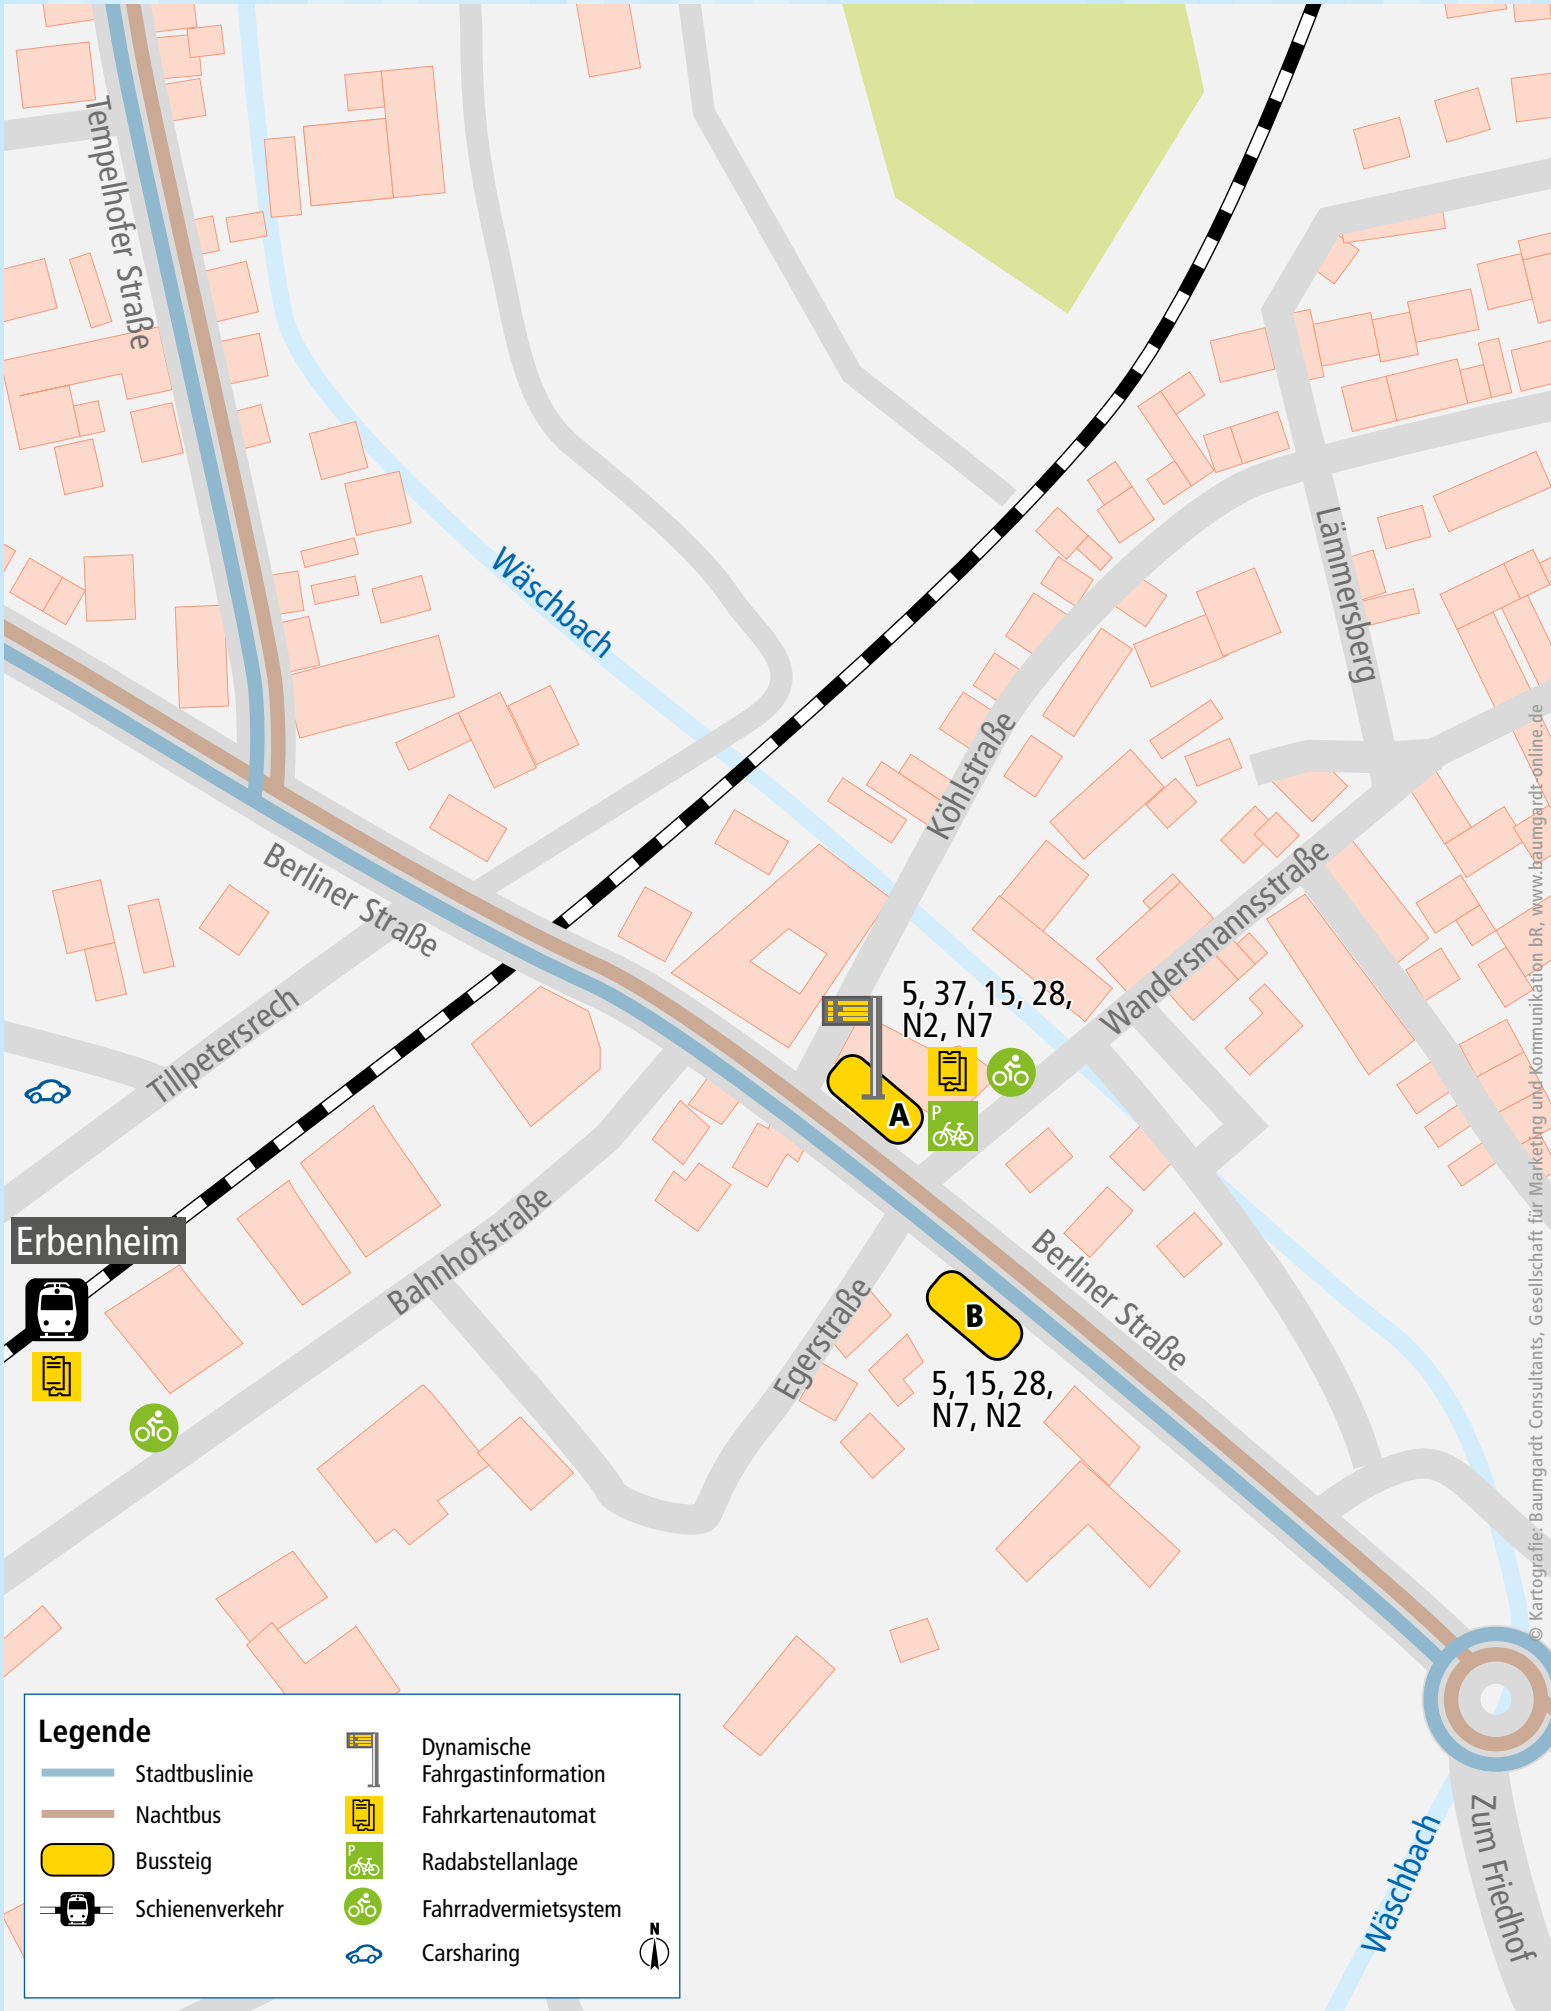 Tempelhofer Straße
Wäschbach
Lämmersberg
Köhlstraße
Berliner Straße
Wandersmannsstraße
Tillpetersrech
5, 37, 15, 28,
N2, N7
A
P
Erbenheim
Bahnhofstraße
Egerstraße
B
Berliner Straße
5, 15, 28,
N7, N2
© Kartografie: Baumgardt Consultants, Gesellschaft für Marketing und Kommunikation bR, www.baumgardt-online.de
Zum Friedhof
Wäschbach
Legende
Stadtbuslinie
Nachtbus
Bussteig
Schienenverkehr
Dynamische
Fahrgastinformation
Fahrkartenautomat
P
Radabstellanlage
Fahrradvermietsystem
Carsharing
N